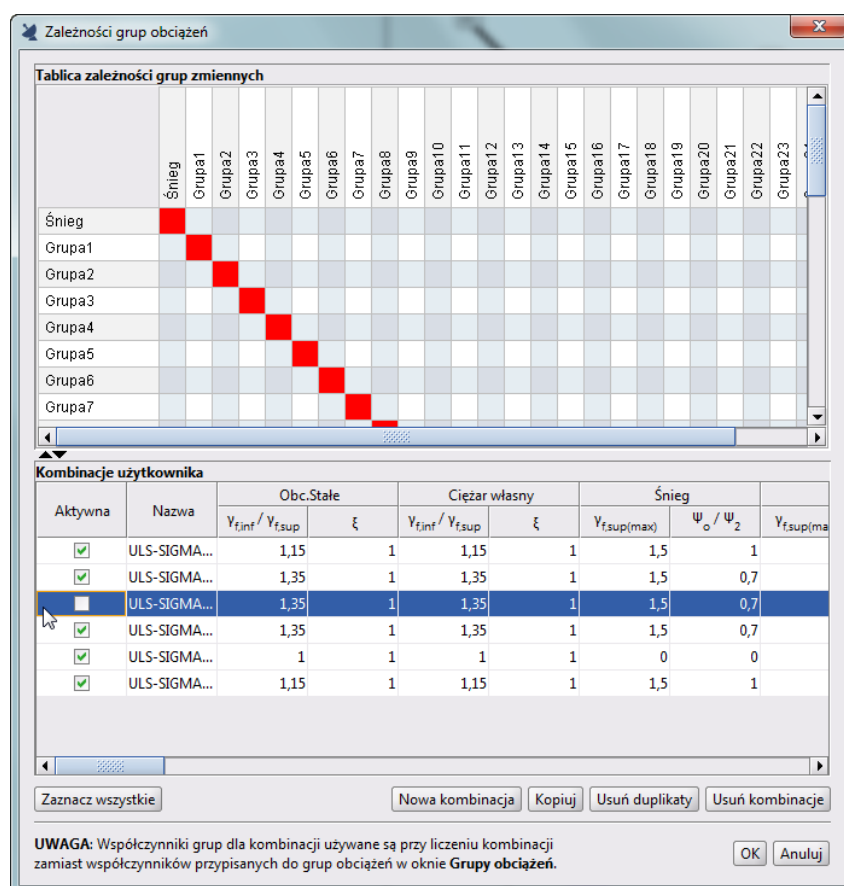 Zależności grup obciążeń
Tablica zależności grup zmiennych
Śnieg Grupa1 Grupa2 Grupa3 Grupa4 Grupa5 Grupa6 Grupa7 Grupa8 Grupa9 Grupa10 Grupa11 Grupa12 Grupa13 Grupa14 Grupa15 Grupa16 Grupa17 Grupa18 Grupa19 Grupa20 Grupa21 Grupa22 Grupa23
Śnieg
Grupa1
Grupa2
Grupa3
Grupa4
Grupa5
Grupa6
Grupa7
Kombinacje użytkownika
Aktywna Nazwa Obc.Stałe Ciężar własny Śnieg
γf,inf / γf,sup ξ γf,inf / γf,sup ξ γf,sup(max) Ψo / Ψ2 γf,sup(ma
ULS-SIGMA... 1,15 1 1,15 1 1,5 1
ULS-SIGMA... 1,35 1 1,35 1 1,5 0,7
ULS-SIGMA... 1,35 1 1,35 1 1,5 0,7
ULS-SIGMA... 1,35 1 1,35 1 1,5 0,7
ULS-SIGMA... 1 1 1 1 0 0
ULS-SIGMA... 1,15 1 1,15 1 1,5 1
Zaznacz wszystkie Nowa kombinacja Kopiuj Usuń duplikaty Usuń kombinacje
UWAGA: Współczynniki grup dla kombinacji używane są przy liczeniu kombinacji
zamiast współczynników przypisanych do grup obciążeń w oknie Grupy obciążeń.
OK Anuluj